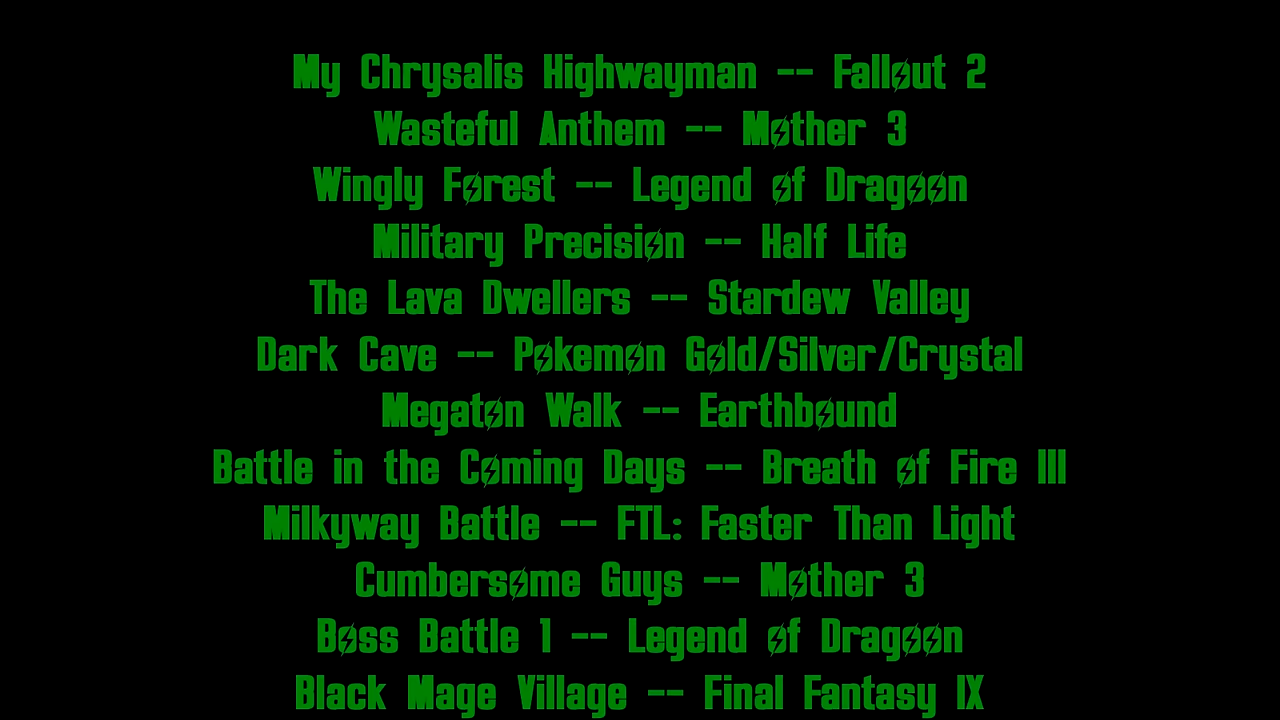 My Chrysalis Highwayman -- Fallout 2
Wasteful Anthem -- Mother 3
Wingly Forest -- Legend of Dragoon
Military Precision -- Half Life
The Lava Dwellers -- Stardew Valley
Dark Cave -- Pokemon Gold/Silver/Crystal
Megaton Walk -- Earthbound
Battle in the Coming Days -- Breath of Fire III
Milkyway Battle -- FTL: Faster Than Light
Cumbersome Guys -- Mother 3
Boss Battle 1 -- Legend of Dragoon
Black Mage Village -- Final Fantasy IX